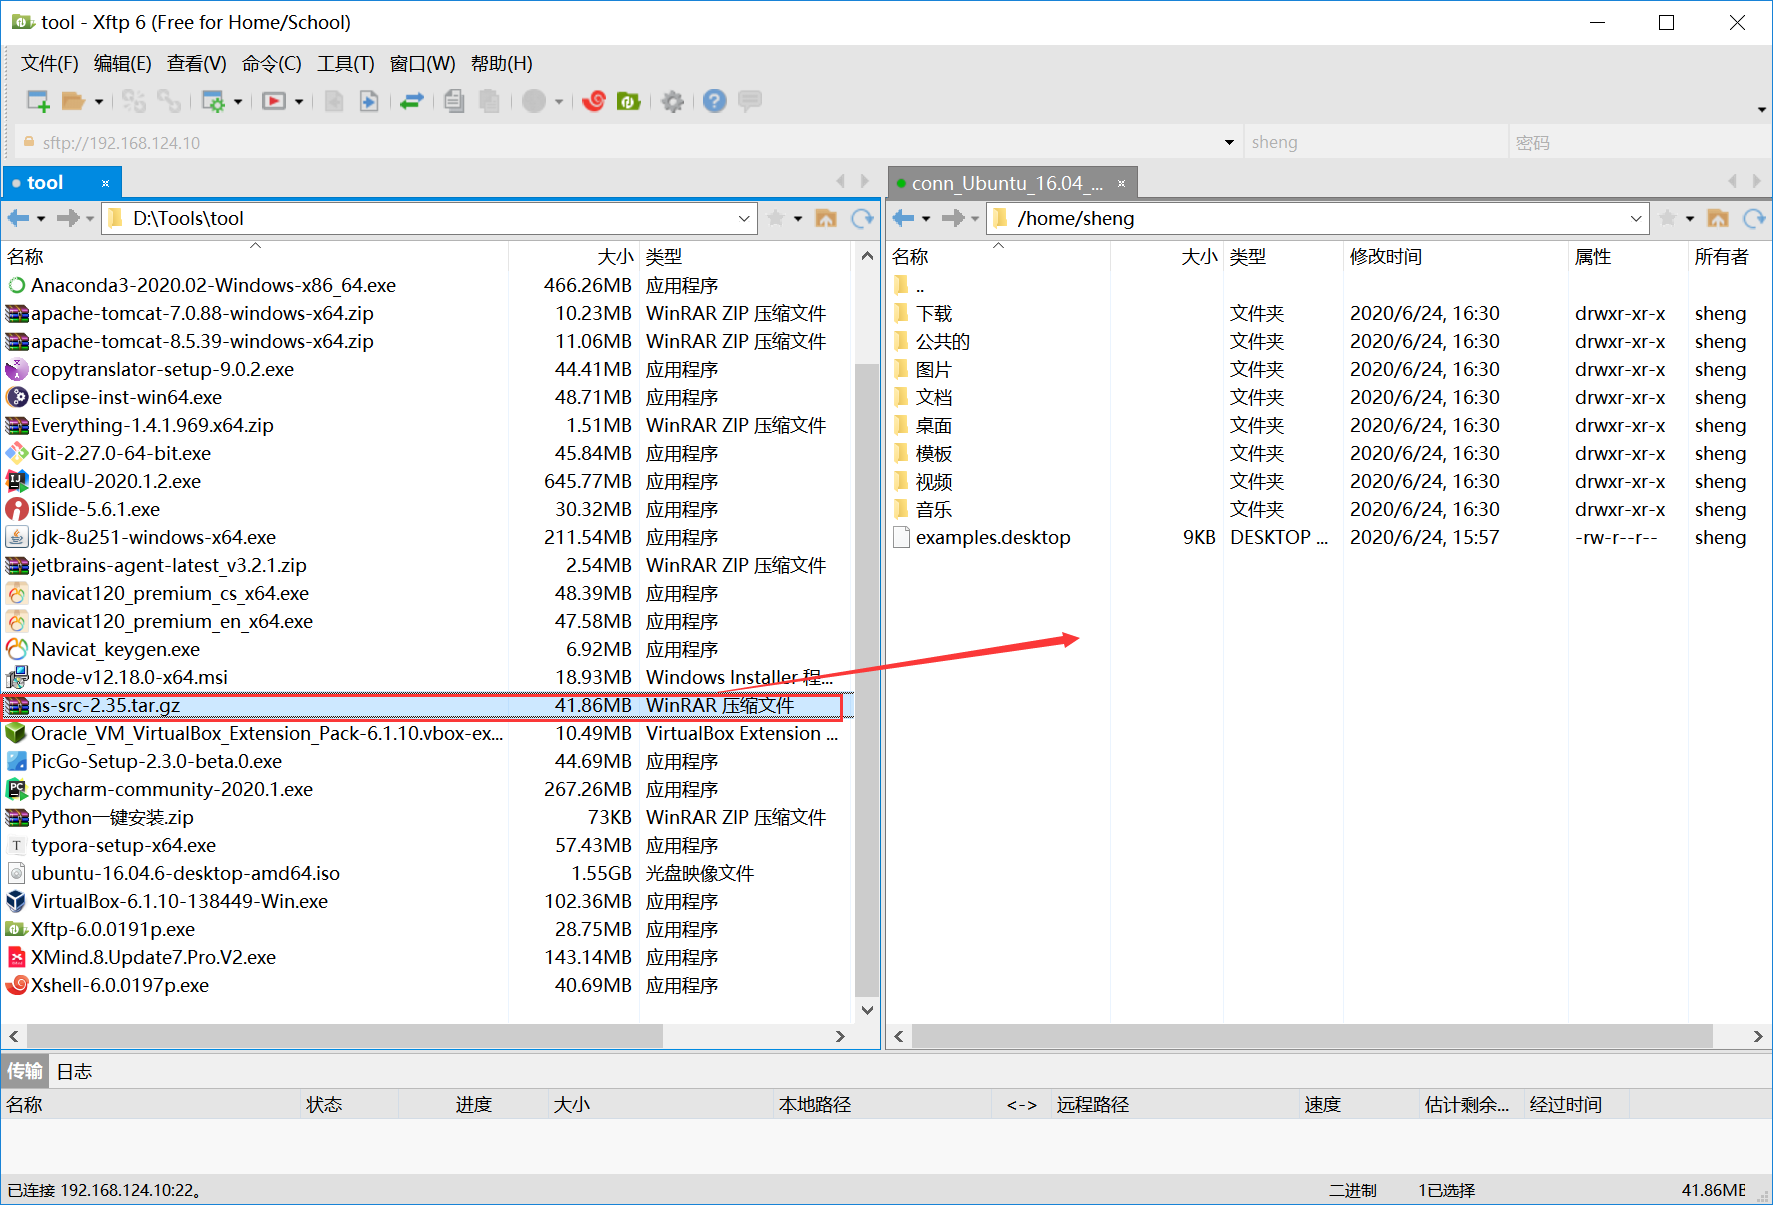 tool - Xftp 6 (Free for Home/School)
文件(F) 编辑(E) 查看(V) 命令(C) 工具(T) 窗口(W) 帮助(H)
sftp://192.168.124.10 sheng 密码
tool
D:\Tools\tool
名称 大小 类型
Anaconda3-2020.02-Windows-x86_64.exe 466.26MB 应用程序
apache-tomcat-7.0.88-windows-x64.zip 10.23MB WinRAR ZIP 压缩文件
apache-tomcat-8.5.39-windows-x64.zip 11.06MB WinRAR ZIP 压缩文件
copytranslator-setup-9.0.2.exe 44.41MB 应用程序
eclipse-inst-win64.exe 48.71MB 应用程序
Everything-1.4.1.969.x64.zip 1.51MB WinRAR ZIP 压缩文件
Git-2.27.0-64-bit.exe 45.84MB 应用程序
idealU-2020.1.2.exe 645.77MB 应用程序
iSlide-5.6.1.exe 30.32MB 应用程序
jdk-8u251-windows-x64.exe 211.54MB 应用程序
jetbrains-agent-latest_v3.2.1.zip 2.54MB WinRAR ZIP 压缩文件
navicat120_premium_cs_x64.exe 48.39MB 应用程序
navicat120_premium_en_x64.exe 47.58MB 应用程序
Navicat_keygen.exe 6.92MB 应用程序
node-v12.18.0-x64.msi 18.93MB Windows Installer 程...
ns-src-2.35.tar.gz 41.86MB WinRAR 压缩文件
Oracle_VM_VirtualBox_Extension_Pack-6.1.10.vbox-ex... 10.49MB VirtualBox Extension ...
PicGo-Setup-2.3.0-beta.0.exe 44.69MB 应用程序
pycharm-community-2020.1.exe 267.26MB 应用程序
Python一键安装.zip 73KB WinRAR ZIP 压缩文件
typora-setup-x64.exe 57.43MB 应用程序
ubuntu-16.04.6-desktop-amd64.iso 1.55GB 光盘映像文件
VirtualBox-6.1.10-138449-Win.exe 102.36MB 应用程序
Xftp-6.0.0191p.exe 28.75MB 应用程序
XMind.8.Update7.Pro.V2.exe 143.14MB 应用程序
Xshell-6.0.0197p.exe 40.69MB 应用程序
conn_Ubuntu_16.04_...
/home/sheng
名称 大小 类型 修改时间 属性 所有者
..
下载 文件夹 2020/6/24, 16:30 drwxr-xr-x sheng
公共的 文件夹 2020/6/24, 16:30 drwxr-xr-x sheng
图片 文件夹 2020/6/24, 16:30 drwxr-xr-x sheng
文档 文件夹 2020/6/24, 16:30 drwxr-xr-x sheng
桌面 文件夹 2020/6/24, 16:30 drwxr-xr-x sheng
模板 文件夹 2020/6/24, 16:30 drwxr-xr-x sheng
视频 文件夹 2020/6/24, 16:30 drwxr-xr-x sheng
音乐 文件夹 2020/6/24, 16:30 drwxr-xr-x sheng
examples.desktop 9KB DESKTOP ... 2020/6/24, 15:57 -rw-r--r-- sheng
传输 日志
名称 状态 进度 大小 本地路径 <-> 远程路径 速度 估计剩余... 经过时间
已连接 192.168.124.10:22。 二进制 1已选择 41.86MB